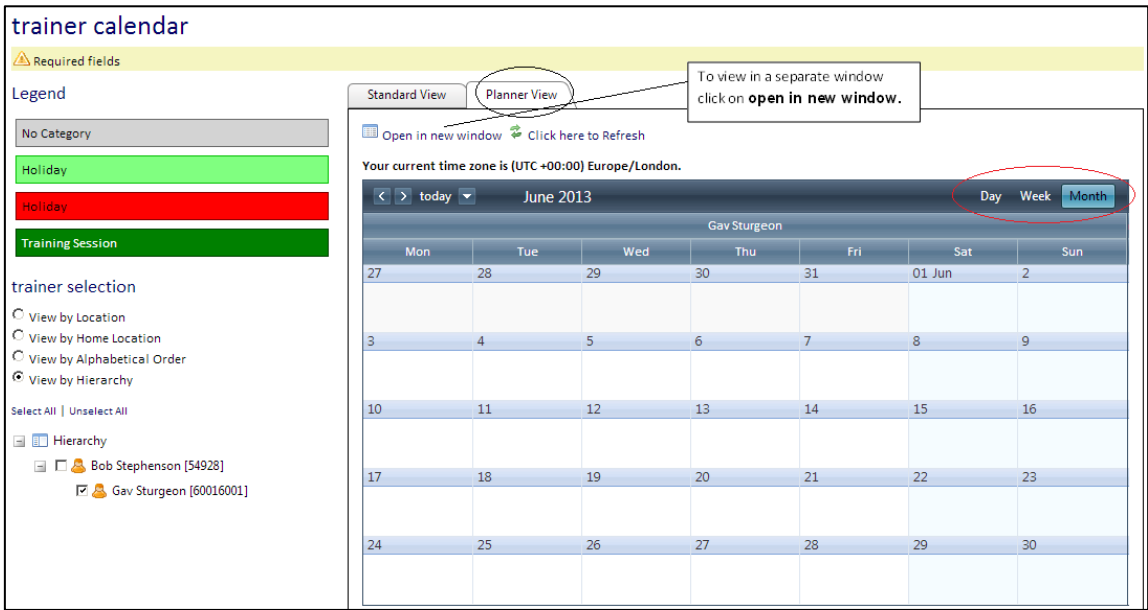 trainer calendar
Required fields
Legend
No Category
Holiday
Holiday
Training Session
trainer selection
View by Location
View by Home Location
View by Alphabetical Order
View by Hierarchy
Select All | Unselect All
Hierarchy
Bob Stephenson [54928]
Gav Sturgeon [60016001]
Standard View Planner View
To view in a separate window
click on open in new window.
Open in new window Click here to Refresh
Your current time zone is (UTC +00:00) Europe/London.
< > today June 2013 Day Week Month
Gav Sturgeon
Mon Tue Wed Thu Fri Sat Sun
27 28 29 30 31 01 Jun 2
3 4 5 6 7 8 9
10 11 12 13 14 15 16
17 18 19 20 21 22 23
24 25 26 27 28 29 30